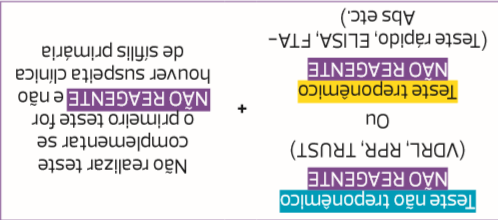 Teste não treponêmico
NÃO REAGENTE
(VDRL, RPR, TRUST)
Ou
Teste treponêmico
NÃO REAGENTE
(Teste rápido, ELISA, FTA-
Abs etc.)
+
Não realizar teste
complementar se
o primeiro teste for
NÃO REAGENTE e não
houver suspeita clínica
de sífilis primária